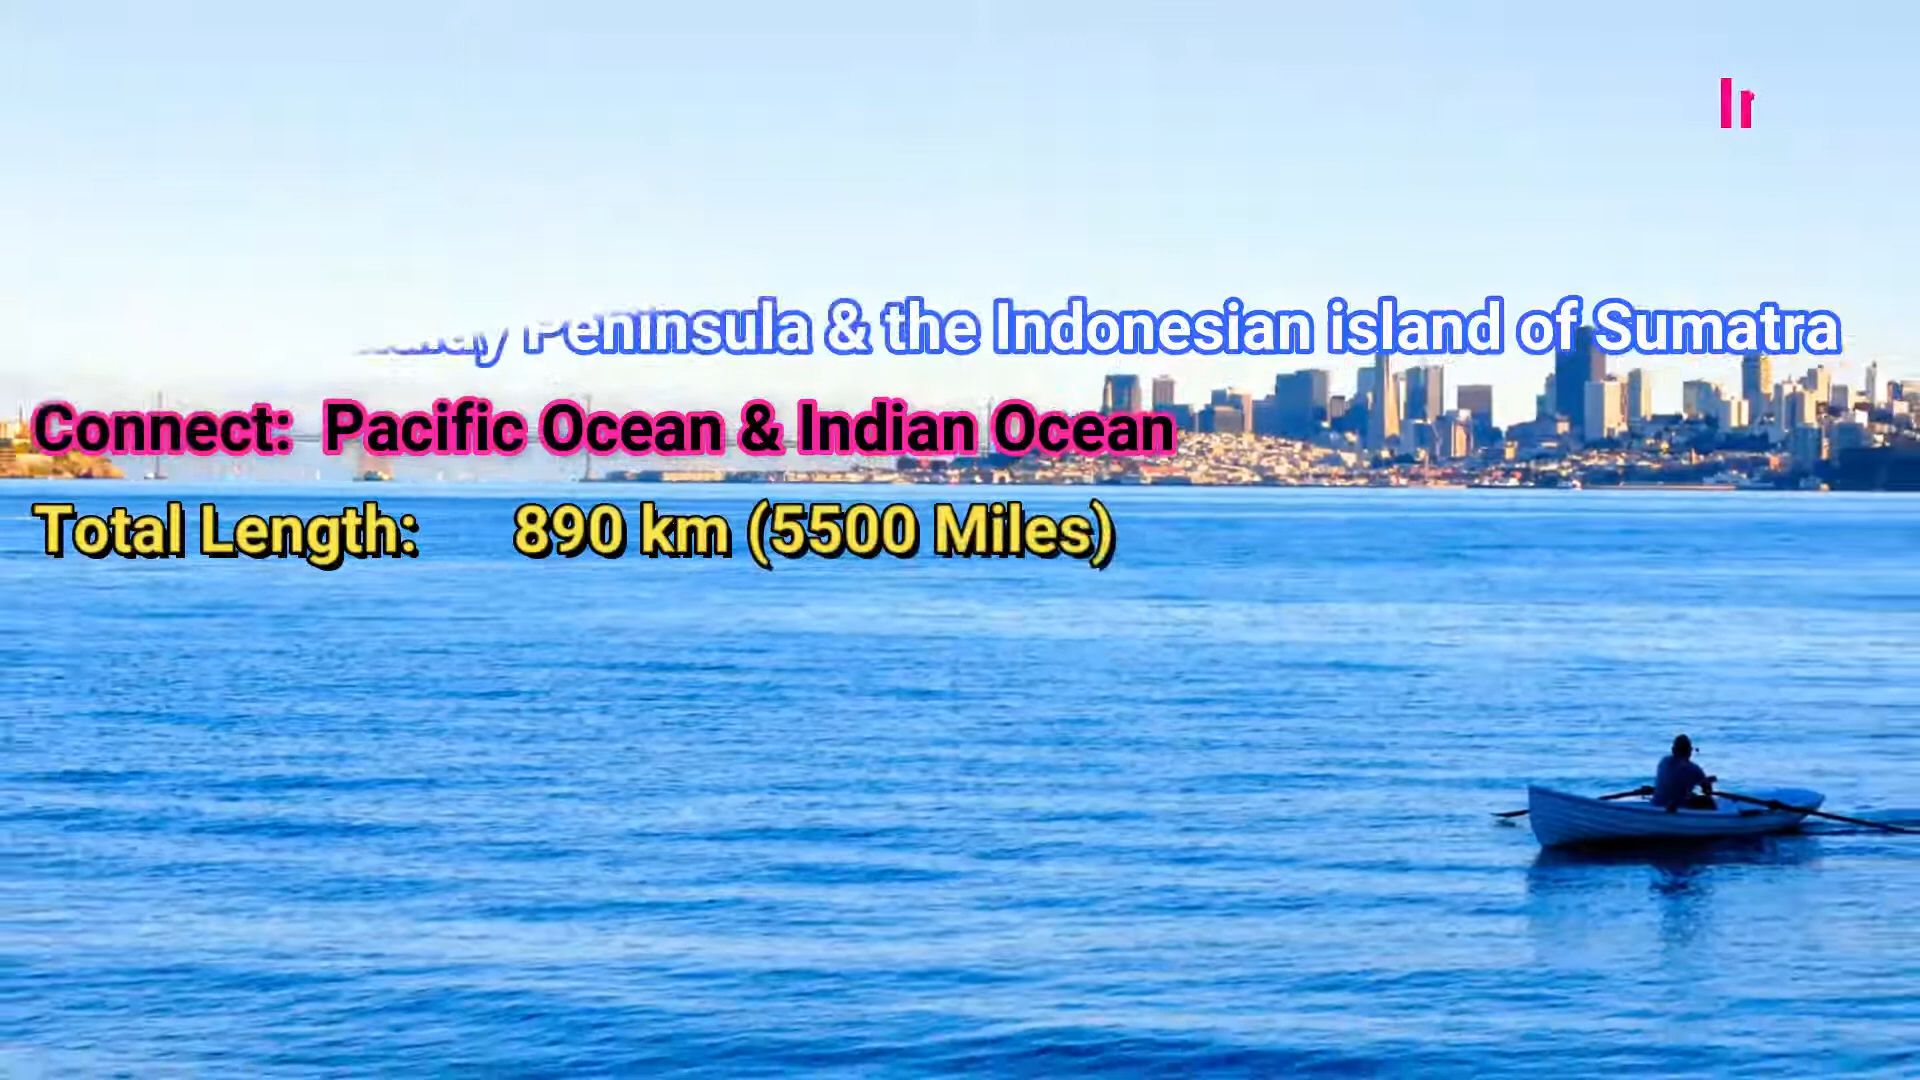 Peninsula & the Indonesian island of Sumatra
Connect: Pacific Ocean & Indian Ocean
Total Length: 890 km (5500 Miles)